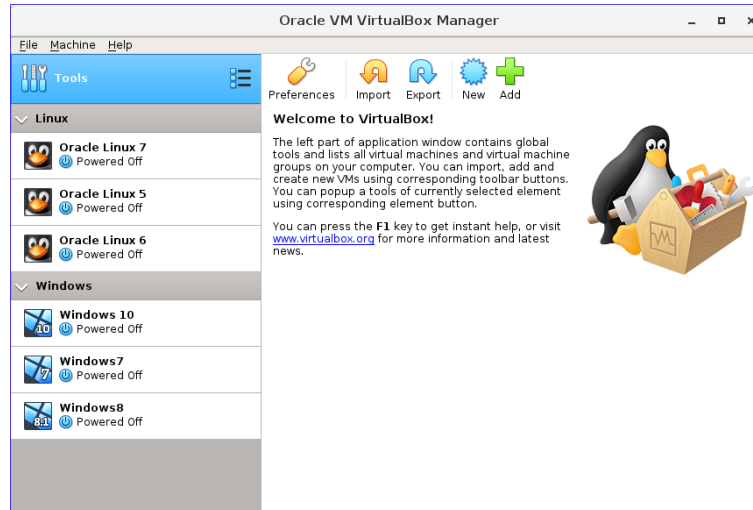 Oracle VM VirtualBox Manager
File Machine Help
Tools
Preferences Import Export New Add
Linux
Oracle Linux 7
Powered Off
Oracle Linux 5
Powered Off
Oracle Linux 6
Powered Off
Windows
Windows 10
Powered Off
10
Windows7
Powered Off
7
Windows8
Powered Off
8.1
Welcome to VirtualBox!
The left part of application window contains global
tools and lists all virtual machines and virtual machine
groups on your computer. You can import, add and
create new VMs using corresponding toolbar buttons.
You can popup a tools of currently selected element
using corresponding element button.
You can press the F1 key to get instant help, or visit
www.virtualbox.org for more information and latest
news.